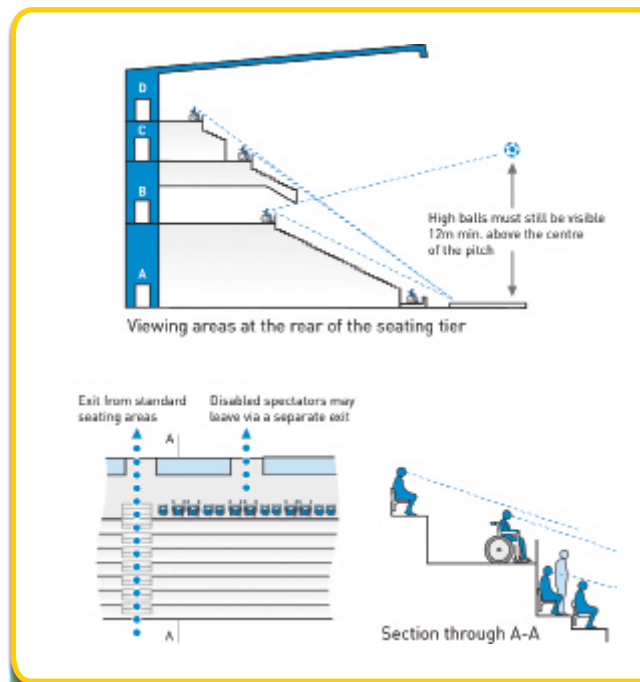 D
C
B
A
High balls must still be visible
12m min. above the centre
of the pitch
Viewing areas at the rear of the seating tier
Exit from standard
seating areas
Disabled spectators may
leave via a separate exit
A
A
Section through A-A